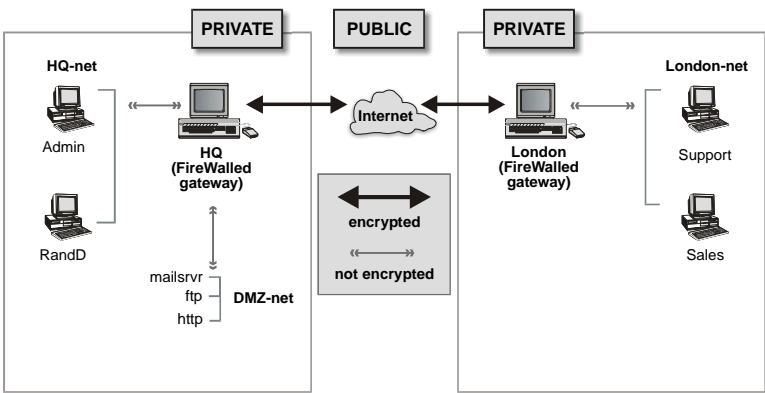 PRIVATE
PUBLIC
PRIVATE
HQ-net
Admin
RandD
HQ
(FireWalled
gateway)
mailsrvr
ftp
http
DMZ-net
Internet
encrypted
not encrypted
London
(FireWalled
gateway)
London-net
Support
Sales